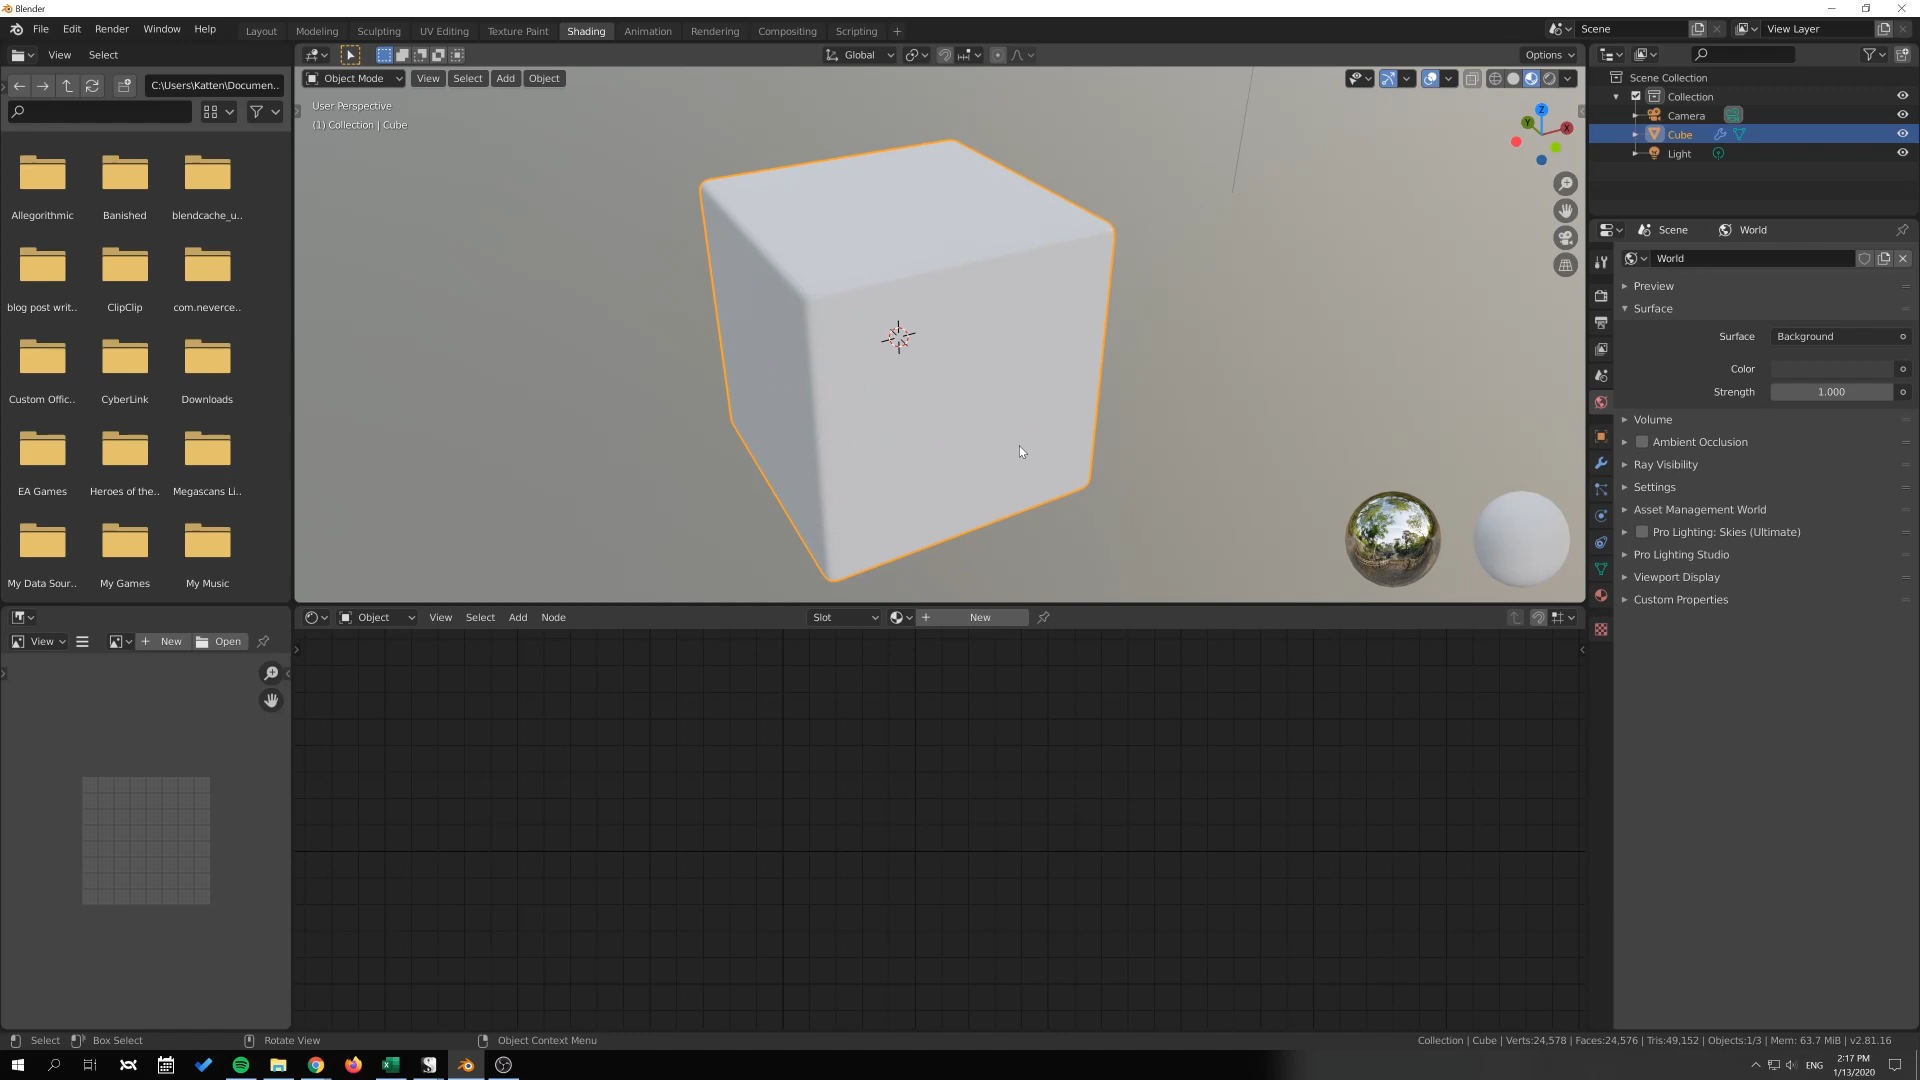 Blender
File Edit Render Window Help
Layout Modeling Sculpting UV Editing Texture Paint Shading Animation Rendering Compositing Scripting +
Scene
View Layer
View Select
Global
Options
C:\Users\Katten\Documen..
Object Mode View Select Add Object
User Perspective
(1) Collection | Cube
Z
Y
X
Allegorithmic Banished blendcache_u..
blog post writ.. ClipClip com.neverce..
Custom Offic.. CyberLink Downloads
EA Games Heroes of the.. Megascans Li..
My Data Sour.. My Games My Music
Scene Collection
Collection
Camera
Cube
Light
Scene World
World
Preview
Surface
Surface Background
Color
Strength 1.000
Volume
Ambient Occlusion
Ray Visibility
Settings
Asset Management World
Pro Lighting: Skies (Ultimate)
Pro Lighting Studio
Viewport Display
Custom Properties
View New Open
Object View Select Add Node Slot New
Select Box Select Rotate View Object Context Menu
Collection | Cube | Verts:24,578 | Faces:24,576 | Tris:49,152 | Objects:1/3 | Mem: 63.7 MiB | v2.81.16
ENG
2:17 PM
1/13/2020